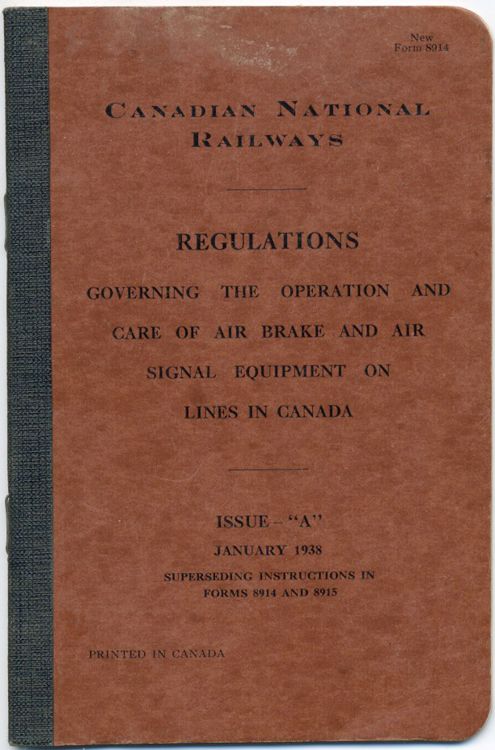 New
Form 8914
CANADIAN NATIONAL
RAILWAYS
REGULATIONS
GOVERNING THE OPERATION AND
CARE OF AIR BRAKE AND AIR
SIGNAL EQUIPMENT ON
LINES IN CANADA
ISSUE – "A"
JANUARY 1938
SUPERSEDING INSTRUCTIONS IN
FORMS 8914 AND 8915
PRINTED IN CANADA